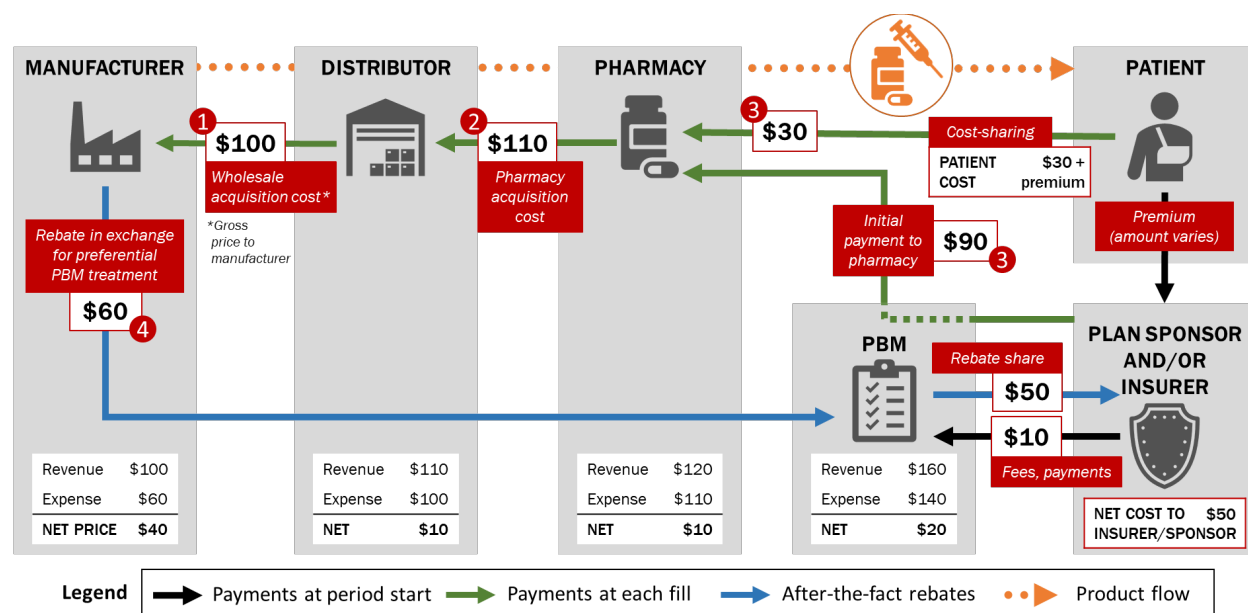 MANUFACTURER
DISTRIBUTOR
PHARMACY
PATIENT
1
$100
Wholesale
acquisition cost*
*Gross
price to
manufacturer
2
$110
Pharmacy
acquisition
cost
3
$30
Cost-sharing
PATIENT $30 +
COST premium
Premium
(amount varies)
Initial
payment to
pharmacy
$90
3
Rebate in exchange
for preferential
PBM treatment
$60
4
PBM
Rebate share
$50
$10
Fees, payments
PLAN SPONSOR
AND/OR
INSURER
Revenue $100
Expense $60
NET PRICE $40
Revenue $110
Expense $100
NET $10
Revenue $120
Expense $110
NET $10
Revenue $160
Expense $140
NET $20
NET COST TO $50
INSURER/SPONSOR
Legend
Payments at period start
Payments at each fill
After-the-fact rebates
Product flow